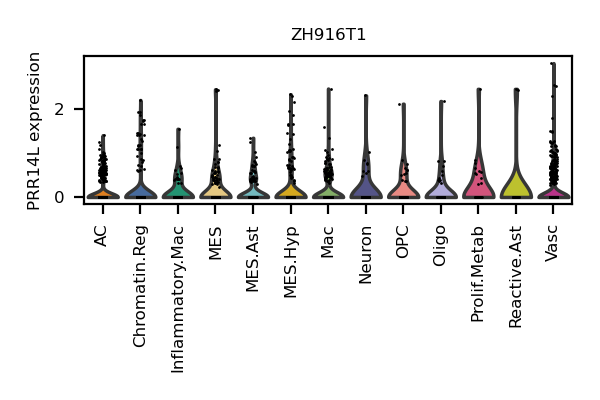 ZH916T1
PRR14L expression
2
0
AC
Chromatin.Reg
Inflammatory.Mac
MES
MES.Ast
MES.Hyp
Mac
Neuron
OPC
Oligo
Prolif.Metab
Reactive.Ast
Vasc